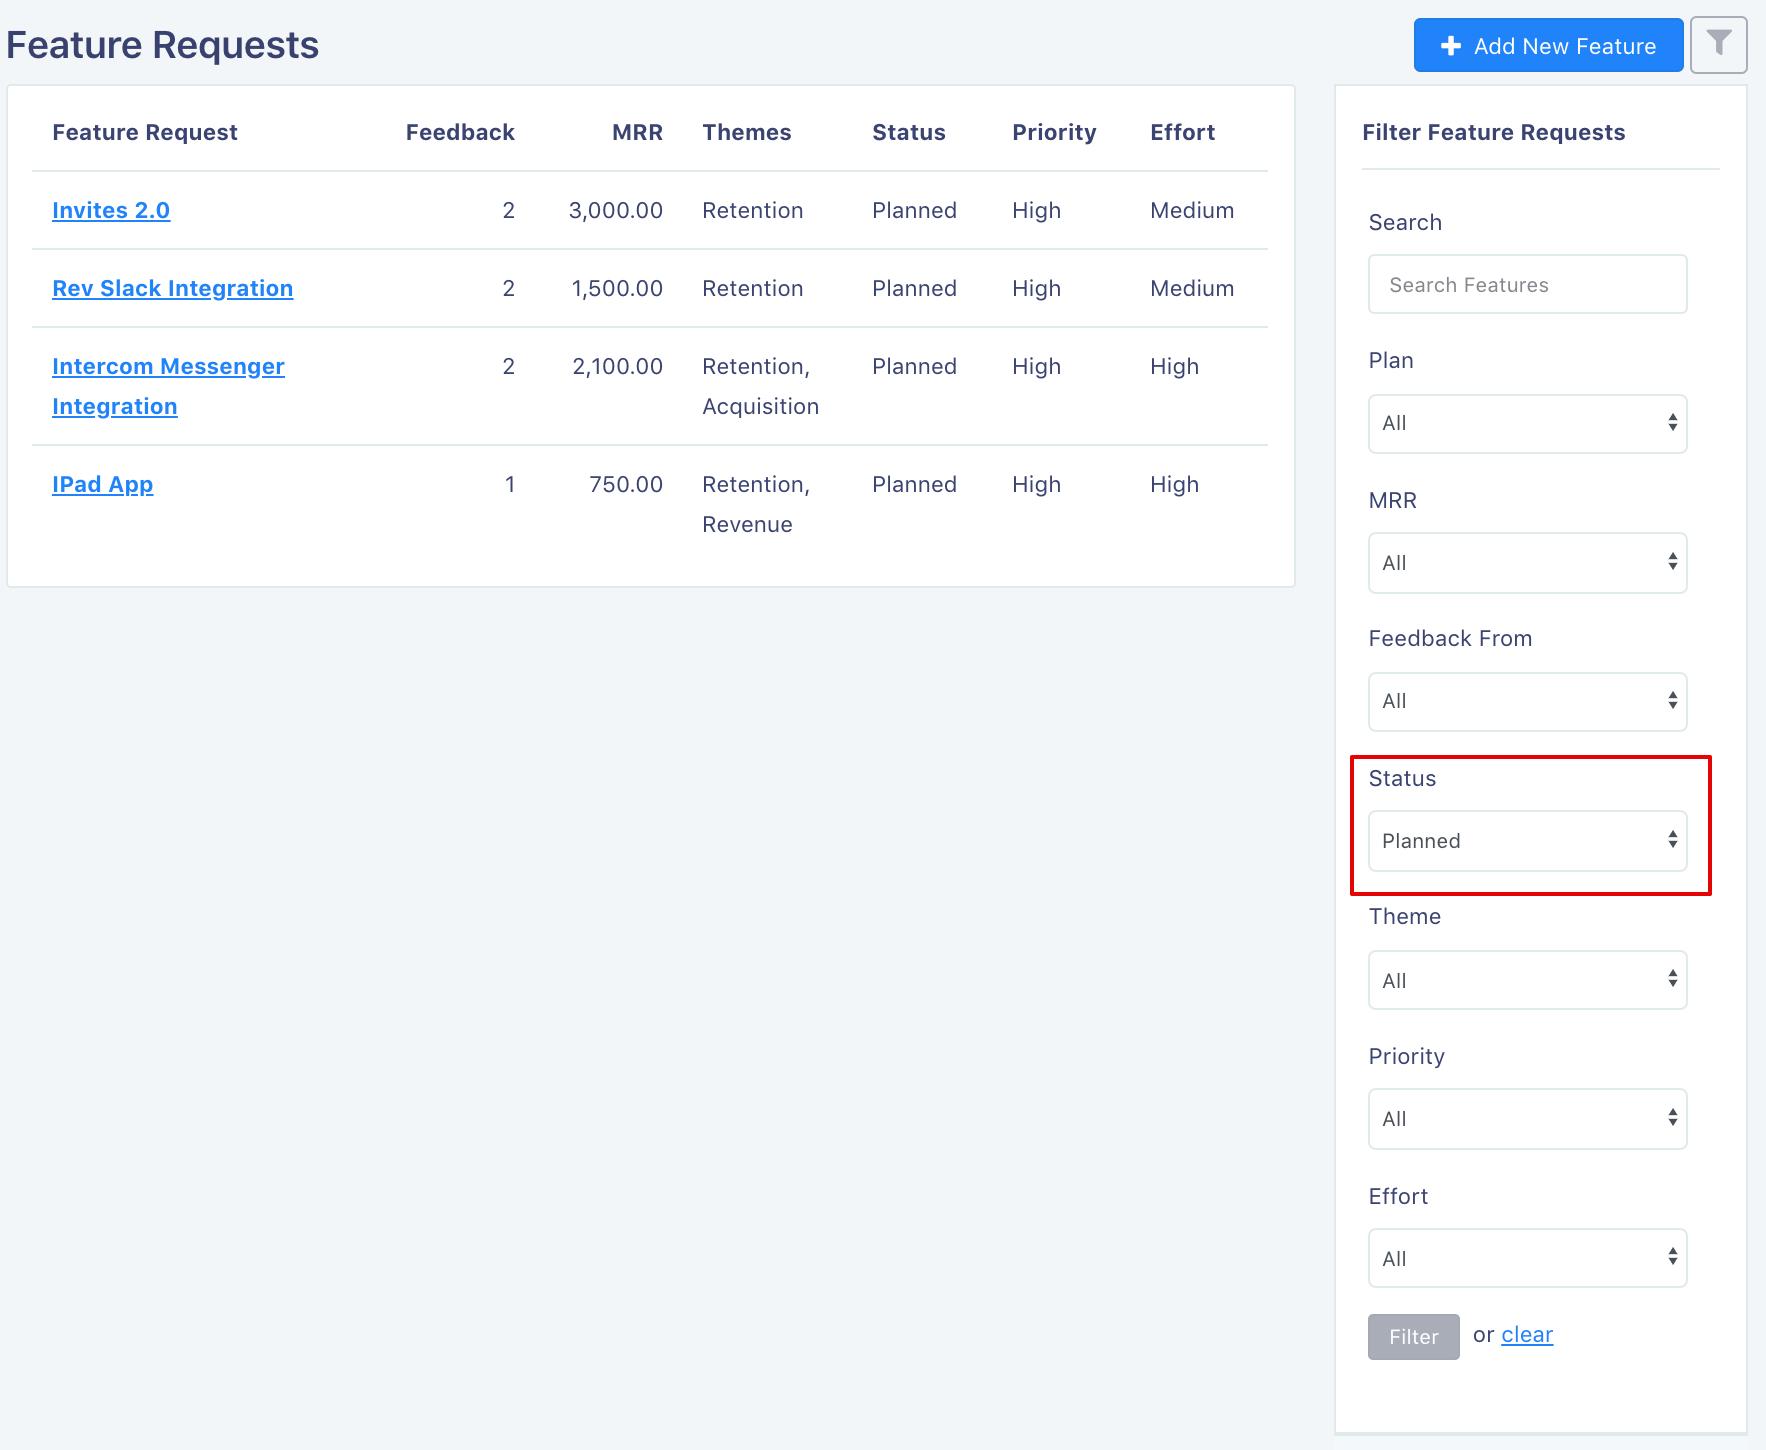 Feature Requests
Add New Feature
Feature Request Feedback MRR Themes Status Priority Effort
Invites 2.0 2 3,000.00 Retention Planned High Medium
Rev Slack Integration 2 1,500.00 Retention Planned High Medium
Intercom Messenger 2 2,100.00 Retention, Planned High High
Integration Acquisition
IPad App 1 750.00 Retention, Planned High High
Revenue
Filter Feature Requests
Search
Search Features
Plan
All
MRR
All
Feedback From
All
Status
Planned
Theme
All
Priority
All
Effort
All
Filter or clear